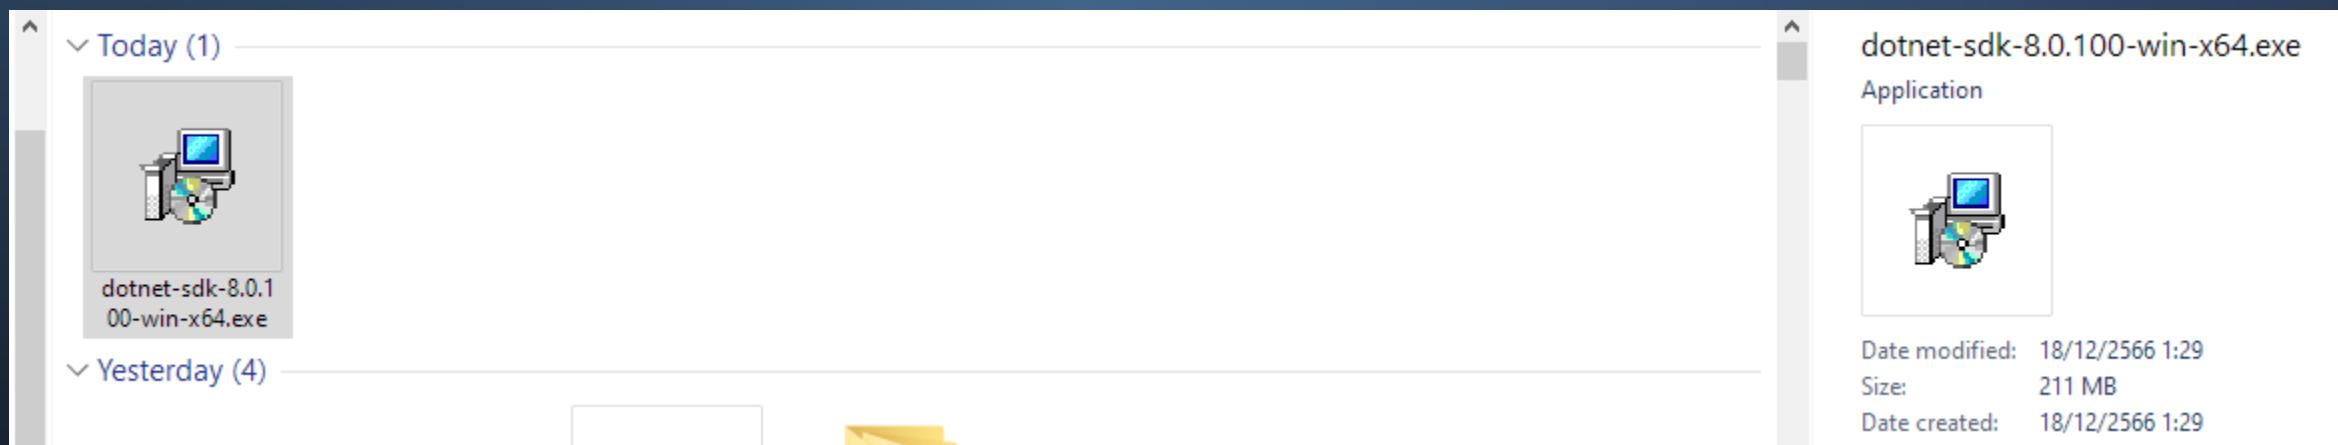 Today (1)
dotnet-sdk-8.0.1
00-win-x64.exe
Yesterday (4)
dotnet-sdk-8.0.100-win-x64.exe
Application
Date modified: 18/12/2566 1:29
Size: 211 MB
Date created: 18/12/2566 1:29